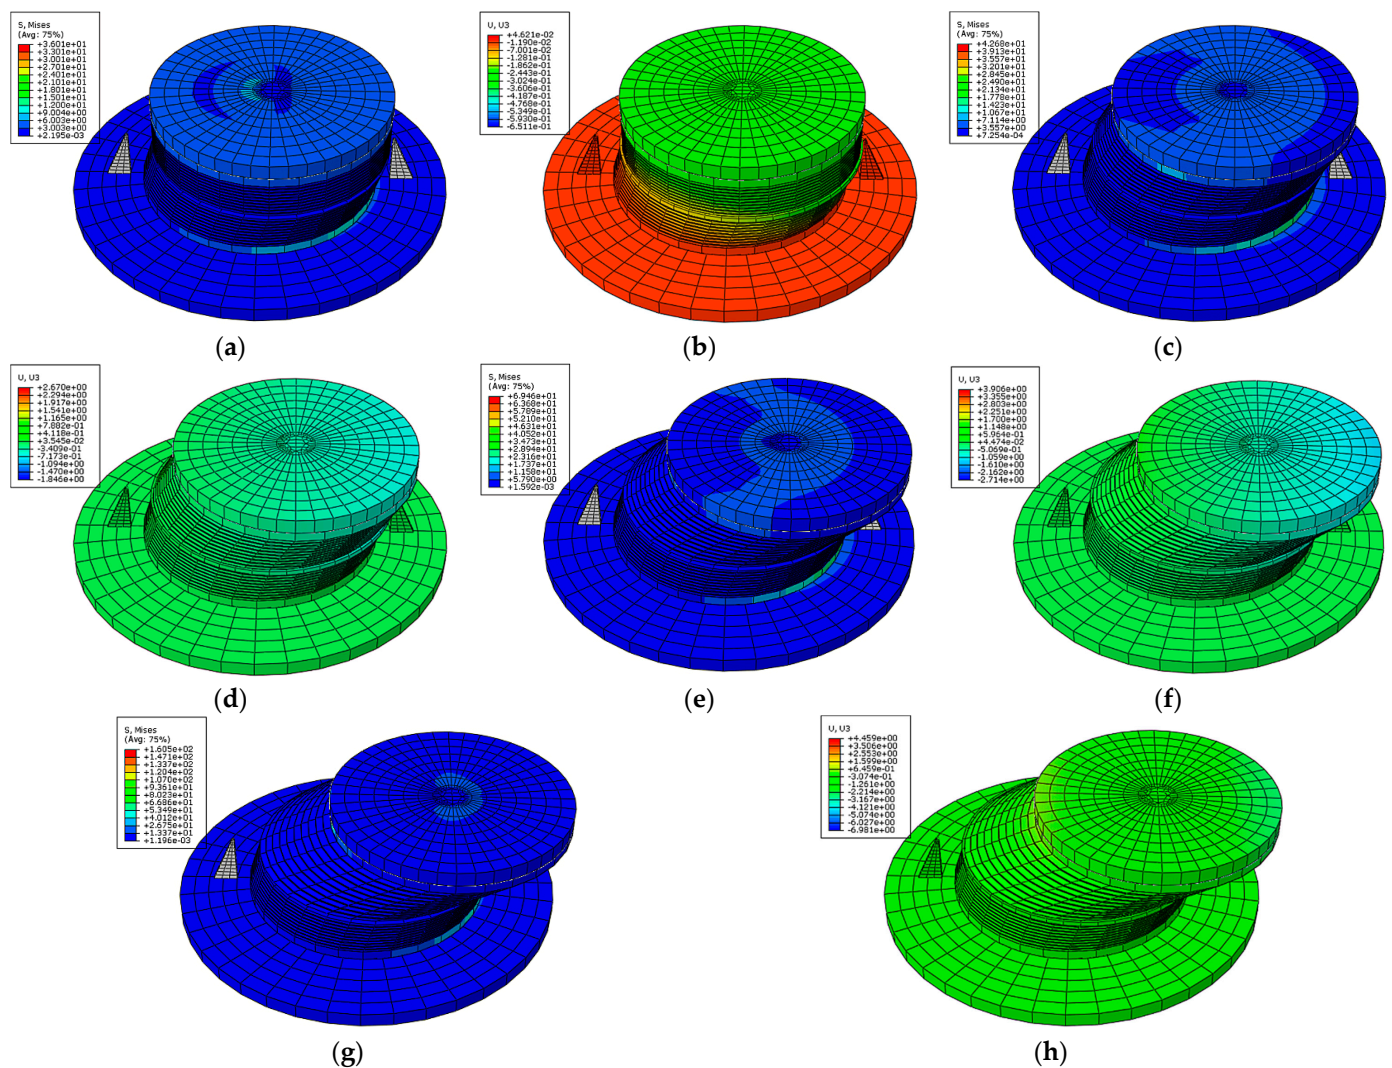 S, Mises
(Avg: 75%)
+3.601e+01
+3.301e+01
+3.001e+01
+2.701e+01
+2.401e+01
+2.101e+01
+1.801e+01
+1.501e+01
+1.200e+01
+9.004e+00
+6.003e+00
+3.003e+00
+2.195e-03
(a)
U, U3
+4.621e-02
-1.190e-02
-7.001e-02
-1.281e-01
-1.862e-01
-2.443e-01
-3.024e-01
-3.606e-01
-4.187e-01
-4.768e-01
-5.349e-01
-5.930e-01
-6.511e-01
(b)
S, Mises
(Avg: 75%)
+4.268e+01
+3.913e+01
+3.557e+01
+3.201e+01
+2.845e+01
+2.490e+01
+2.134e+01
+1.778e+01
+1.423e+01
+1.067e+01
+7.114e+00
+3.557e+00
+7.254e-04
(c)
U, U3
+2.670e+00
+2.294e+00
+1.917e+00
+1.541e+00
+1.165e+00
+7.882e-01
+4.118e-01
+3.545e-02
-3.409e-01
-7.173e-01
-1.094e+00
-1.470e+00
-1.846e+00
(d)
S, Mises
(Avg: 75%)
+6.946e+01
+6.368e+01
+5.789e+01
+5.210e+01
+4.631e+01
+4.052e+01
+3.473e+01
+2.894e+01
+2.316e+01
+1.737e+01
+1.158e+01
+5.790e+00
+1.592e-03
(e)
U, U3
+3.906e+00
+3.355e+00
+2.803e+00
+2.251e+00
+1.700e+00
+1.148e+00
+5.964e-01
+4.474e-02
-5.069e-01
-1.059e+00
-1.610e+00
-2.162e+00
-2.714e+00
(f)
S, Mises
(Avg: 75%)
+1.605e+02
+1.471e+02
+1.337e+02
+1.204e+02
+1.070e+02
+9.361e+01
+8.023e+01
+6.686e+01
+5.349e+01
+4.012e+01
+2.675e+01
+1.337e+01
+1.196e-03
(g)
U, U3
+4.459e+00
+3.506e+00
+2.553e+00
+1.599e+00
+6.459e-01
-3.074e-01
-1.261e+00
-2.214e+00
-3.167e+00
-4.121e+00
-5.074e+00
-6.027e+00
-6.981e+00
(h)